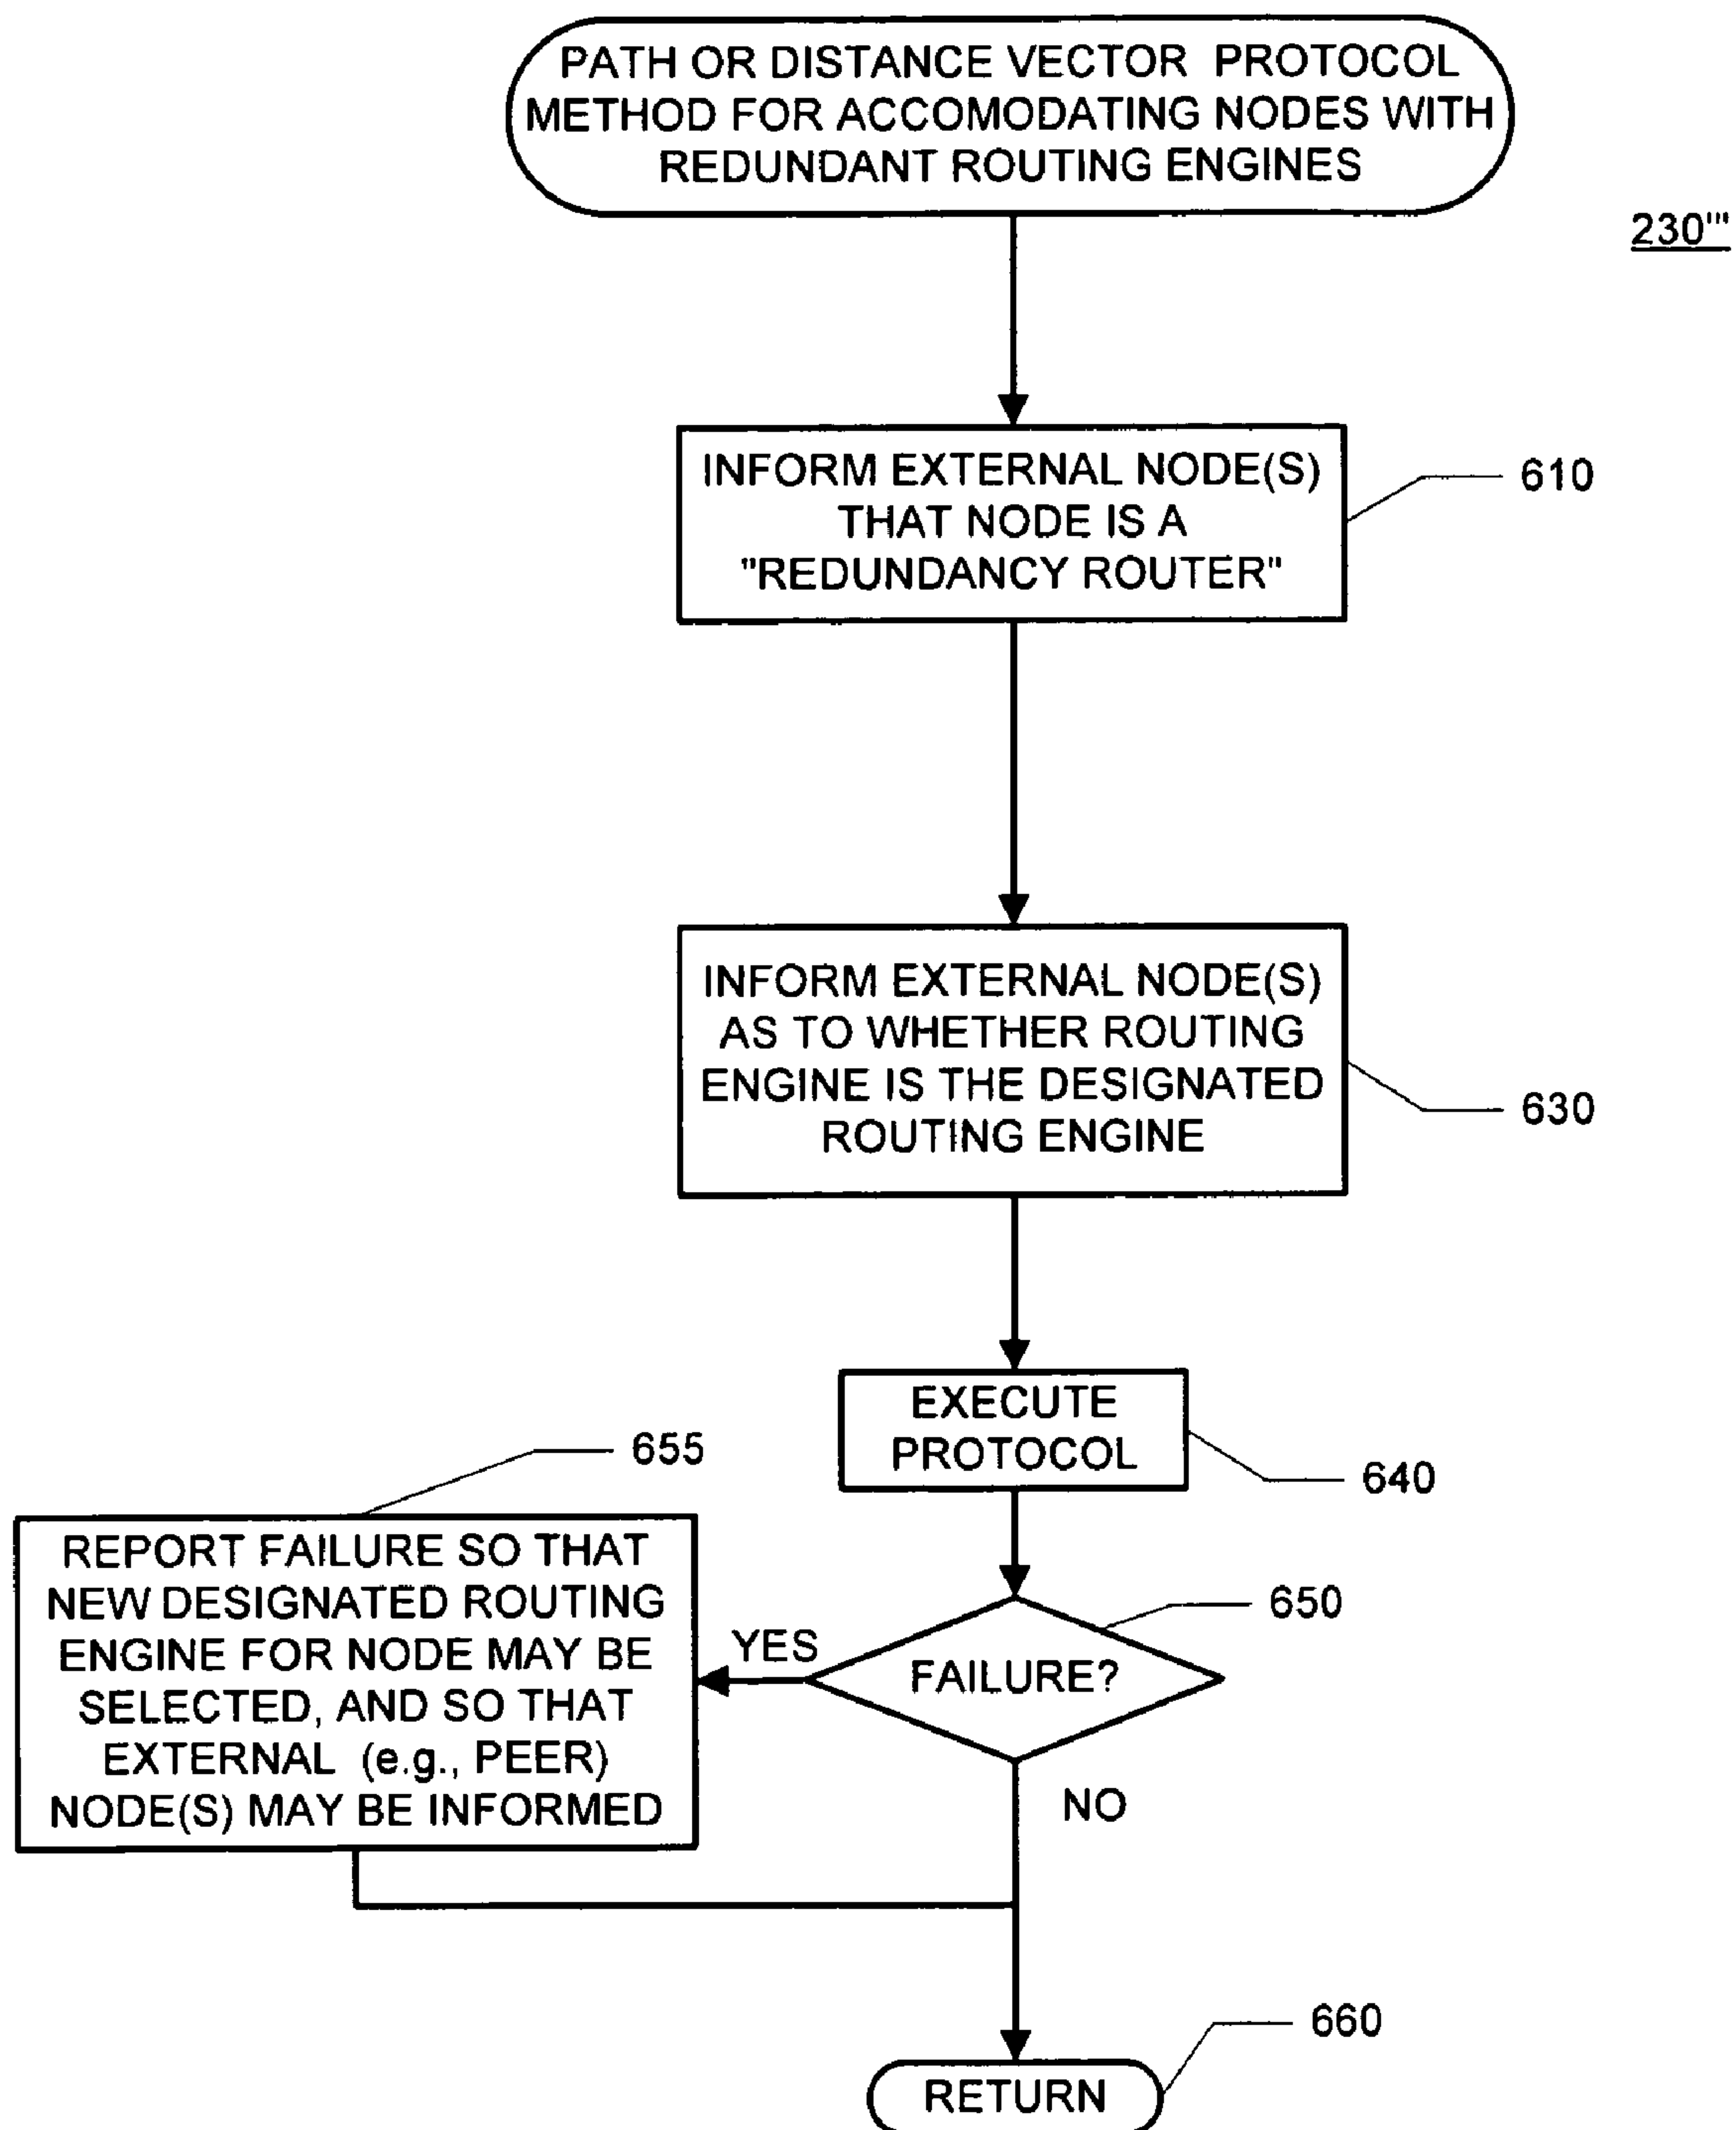 PATH OR DISTANCE VECTOR PROTOCOL
METHOD FOR ACCOMODATING NODES WITH
REDUNDANT ROUTING ENGINES
230'''
INFORM EXTERNAL NODE(S)
THAT NODE IS A
"REDUNDANCY ROUTER"
610
INFORM EXTERNAL NODE(S)
AS TO WHETHER ROUTING
ENGINE IS THE DESIGNATED
ROUTING ENGINE
630
EXECUTE
PROTOCOL
640
655
REPORT FAILURE SO THAT
NEW DESIGNATED ROUTING
ENGINE FOR NODE MAY BE
SELECTED, AND SO THAT
EXTERNAL (e.g., PEER)
NODE(S) MAY BE INFORMED
YES
FAILURE?
650
NO
660
RETURN